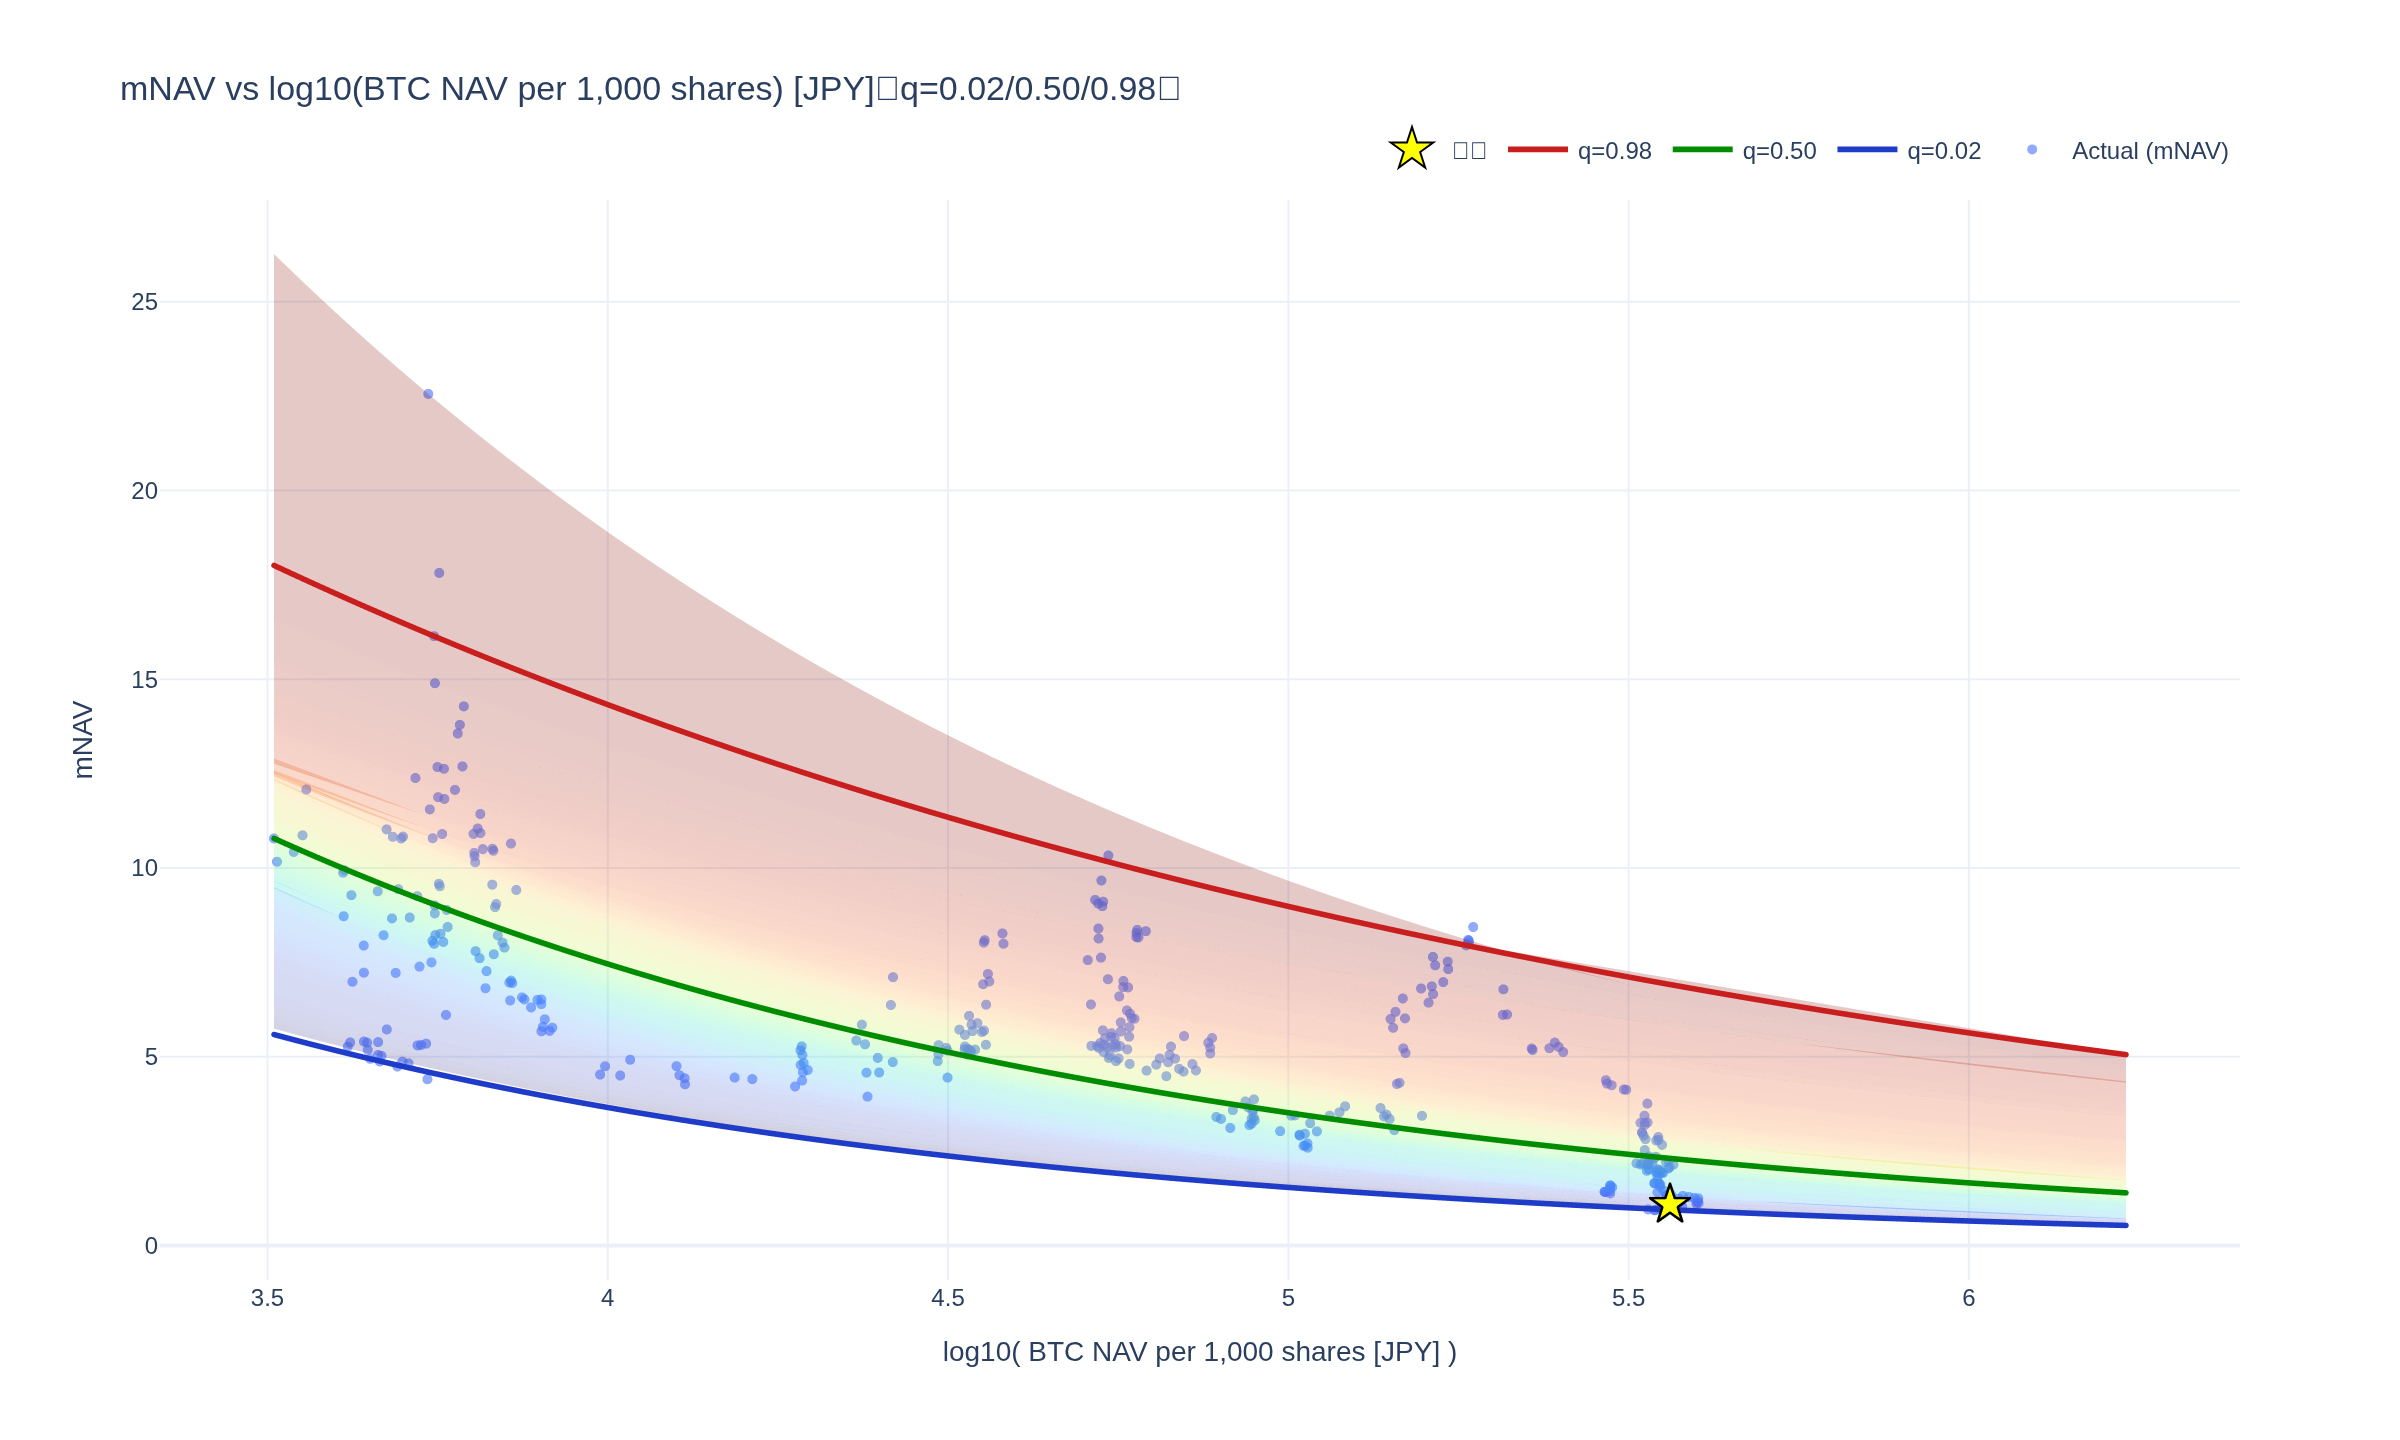 mNAV vs log10(BTC NAV per 1,000 shares) [JPY]□q=0.02/0.50/0.98□
□□ q=0.98 q=0.50 q=0.02 Actual (mNAV)
25
20
15
10
5
0
mNAV
3.5 4 4.5 5 5.5 6
log10( BTC NAV per 1,000 shares [JPY] )